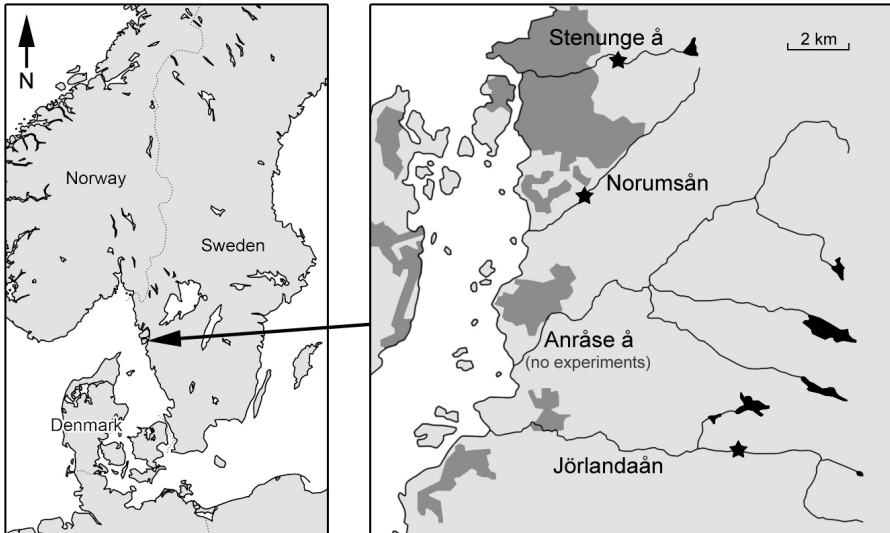 N
Norway
Sweden
Denmark
Stenunge å
2 km
Norumsån
Anråse å
(no experiments)
Jörlandaån